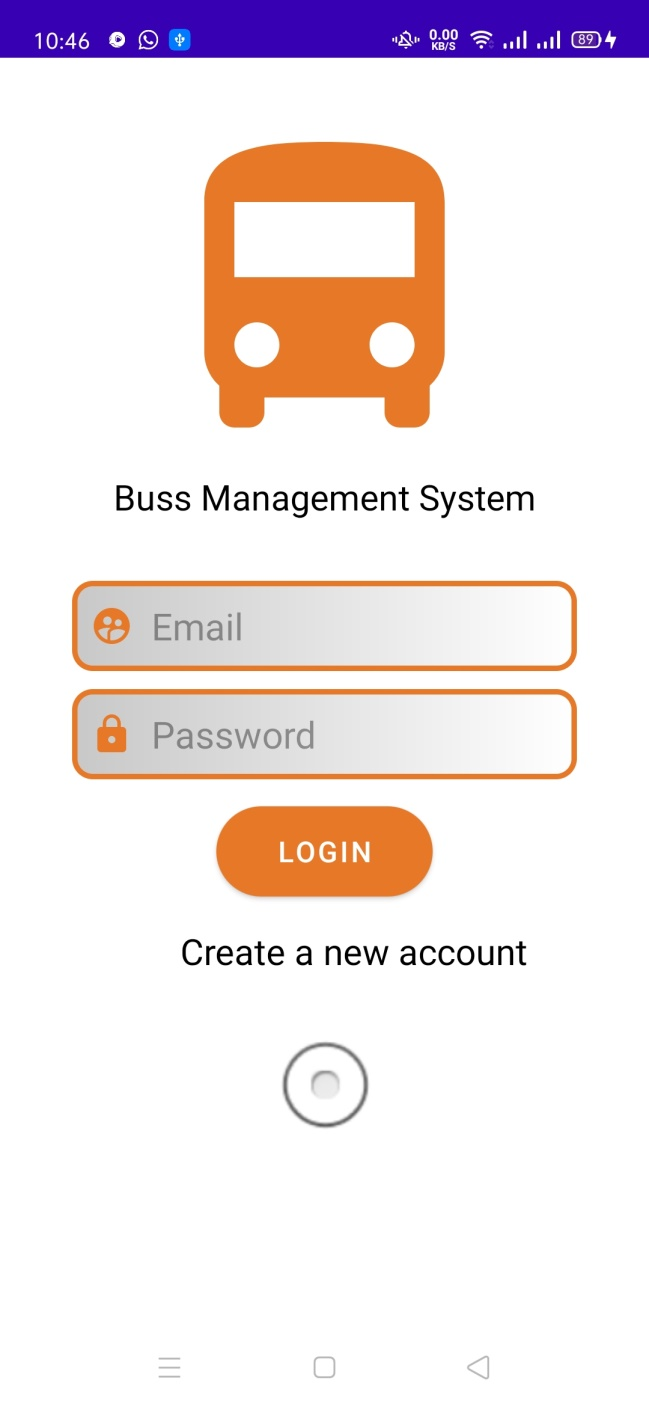 10:46
0.00
KB/S
89
Buss Management System
Email
Password
LOGIN
Create a new account